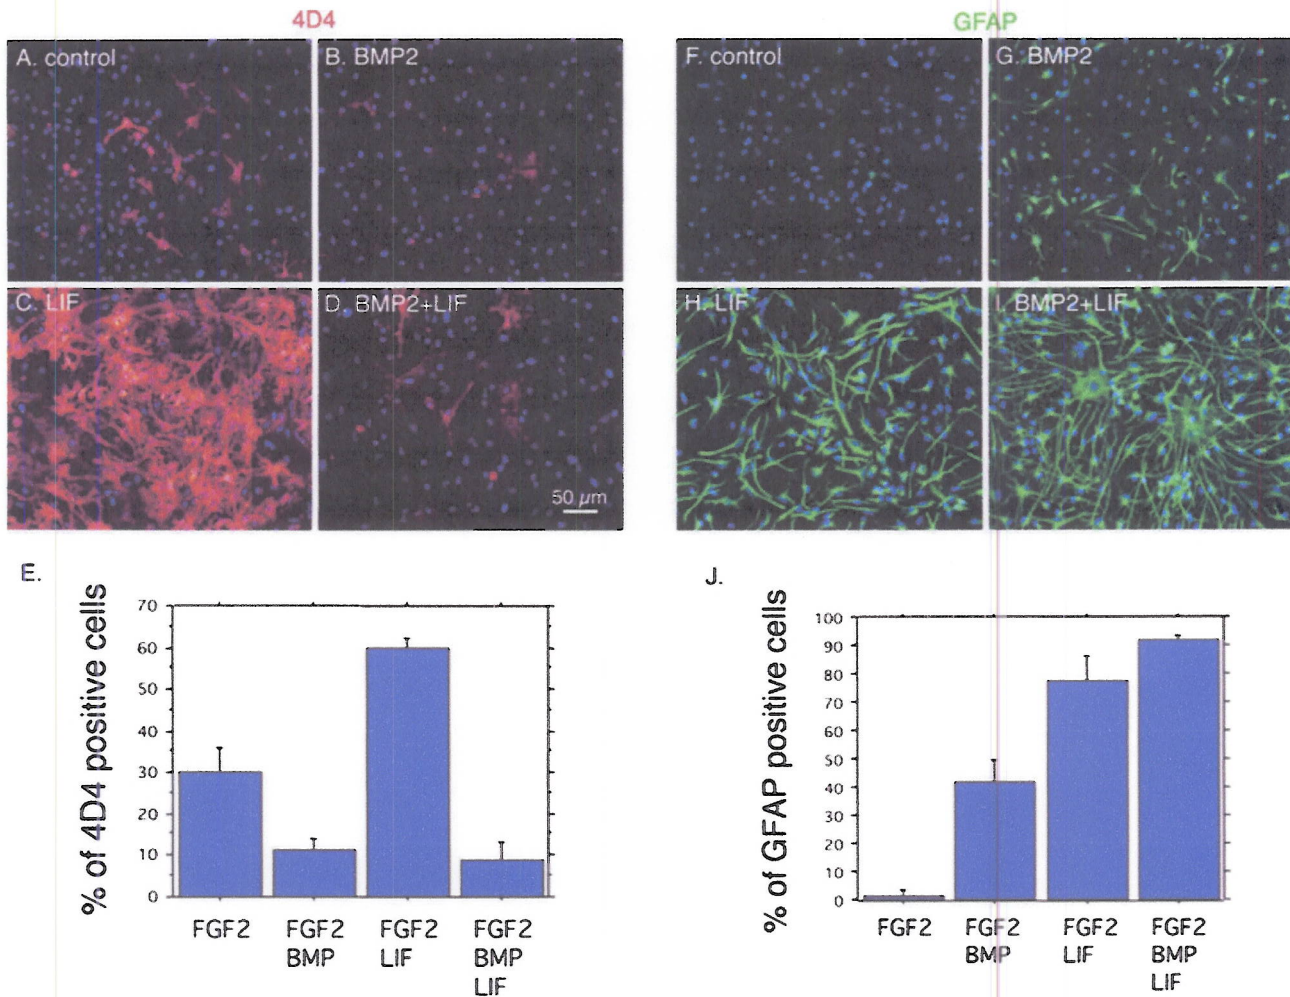 4D4
GFAP
A. control
B. BMP2
F. control
G. BMP2
C. LIF
D. BMP2+LIF
H. LIF
I. BMP2+LIF
50 µm
E.
% of 4D4 positive cells
70
60
50
40
30
20
10
0
FGF2
FGF2
BMP
FGF2
LIF
FGF2
BMP
LIF
J.
% of GFAP positive cells
100
90
80
70
60
50
40
30
20
10
0
FGF2
FGF2
BMP
FGF2
LIF
FGF2
BMP
LIF